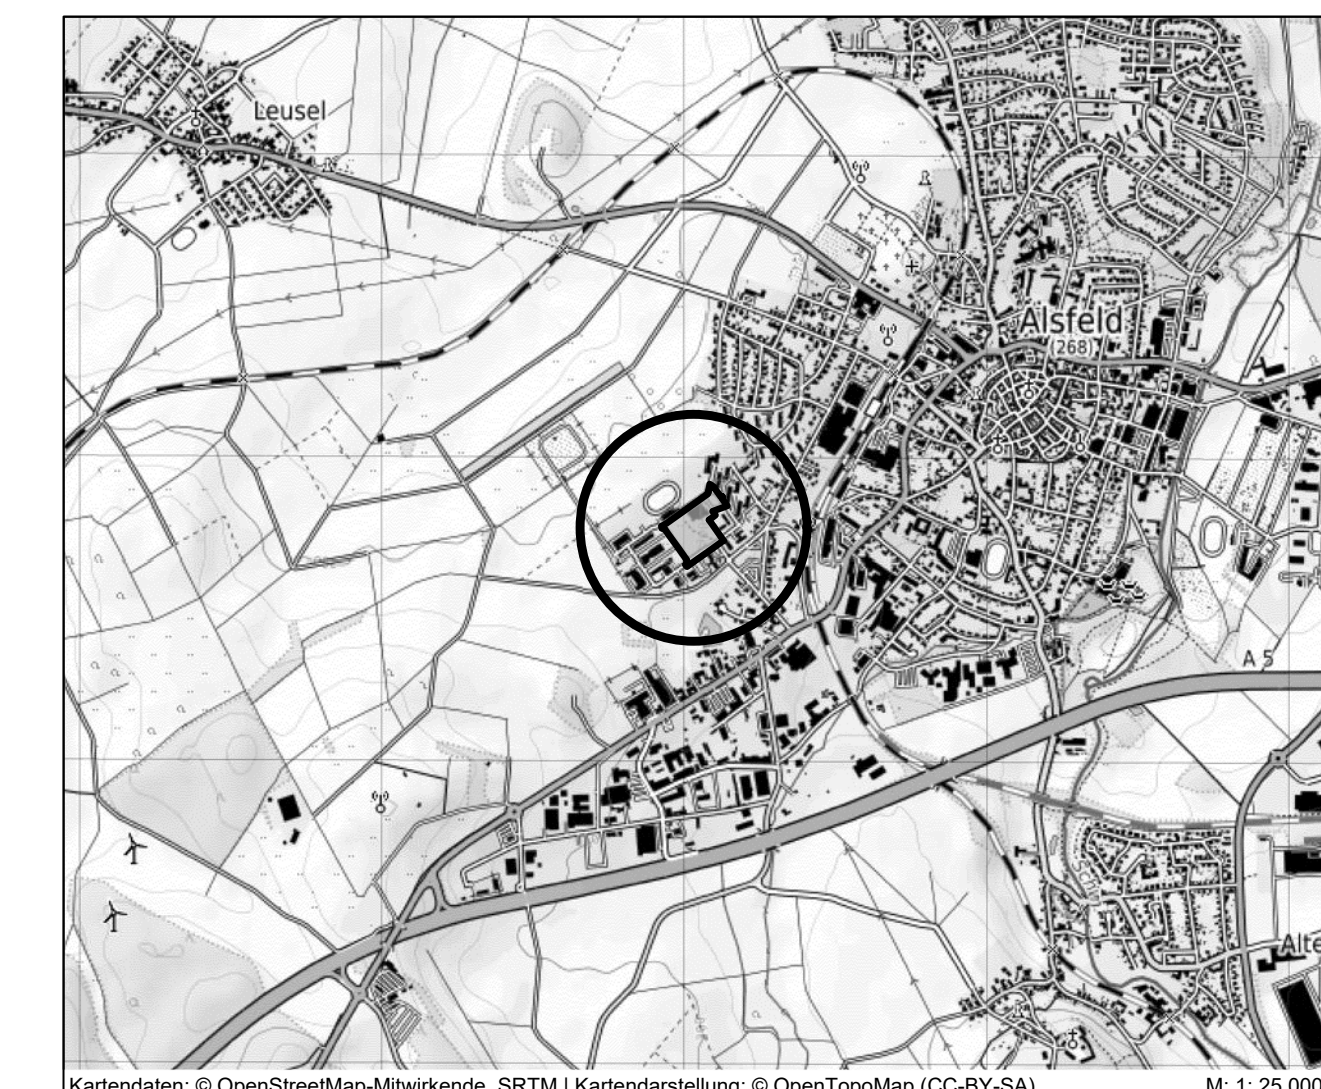 Leusel
Alsfeld
(268)
A 5
Alte
Kartendaten: © OpenStreetMap-Mitwirkende, SRTM | Kartendarstellung: © OpenTopoMap (CC-BY-SA)
M: 1: 25.000